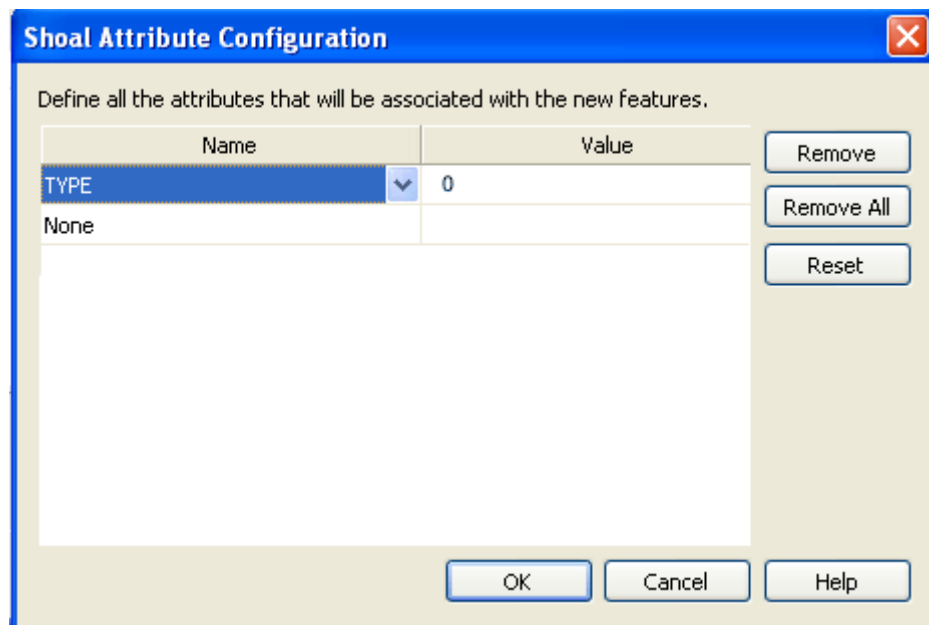 Shoal Attribute Configuration
Define all the attributes that will be associated with the new features.
Name Value
TYPE 0
None
Remove
Remove All
Reset
OK Cancel Help